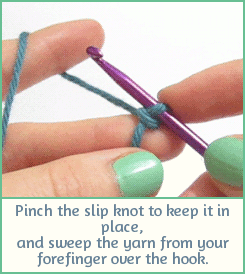 Pinch the slip knot to keep it in
place,
and sweep the yarn from your
forefinger over the hook.